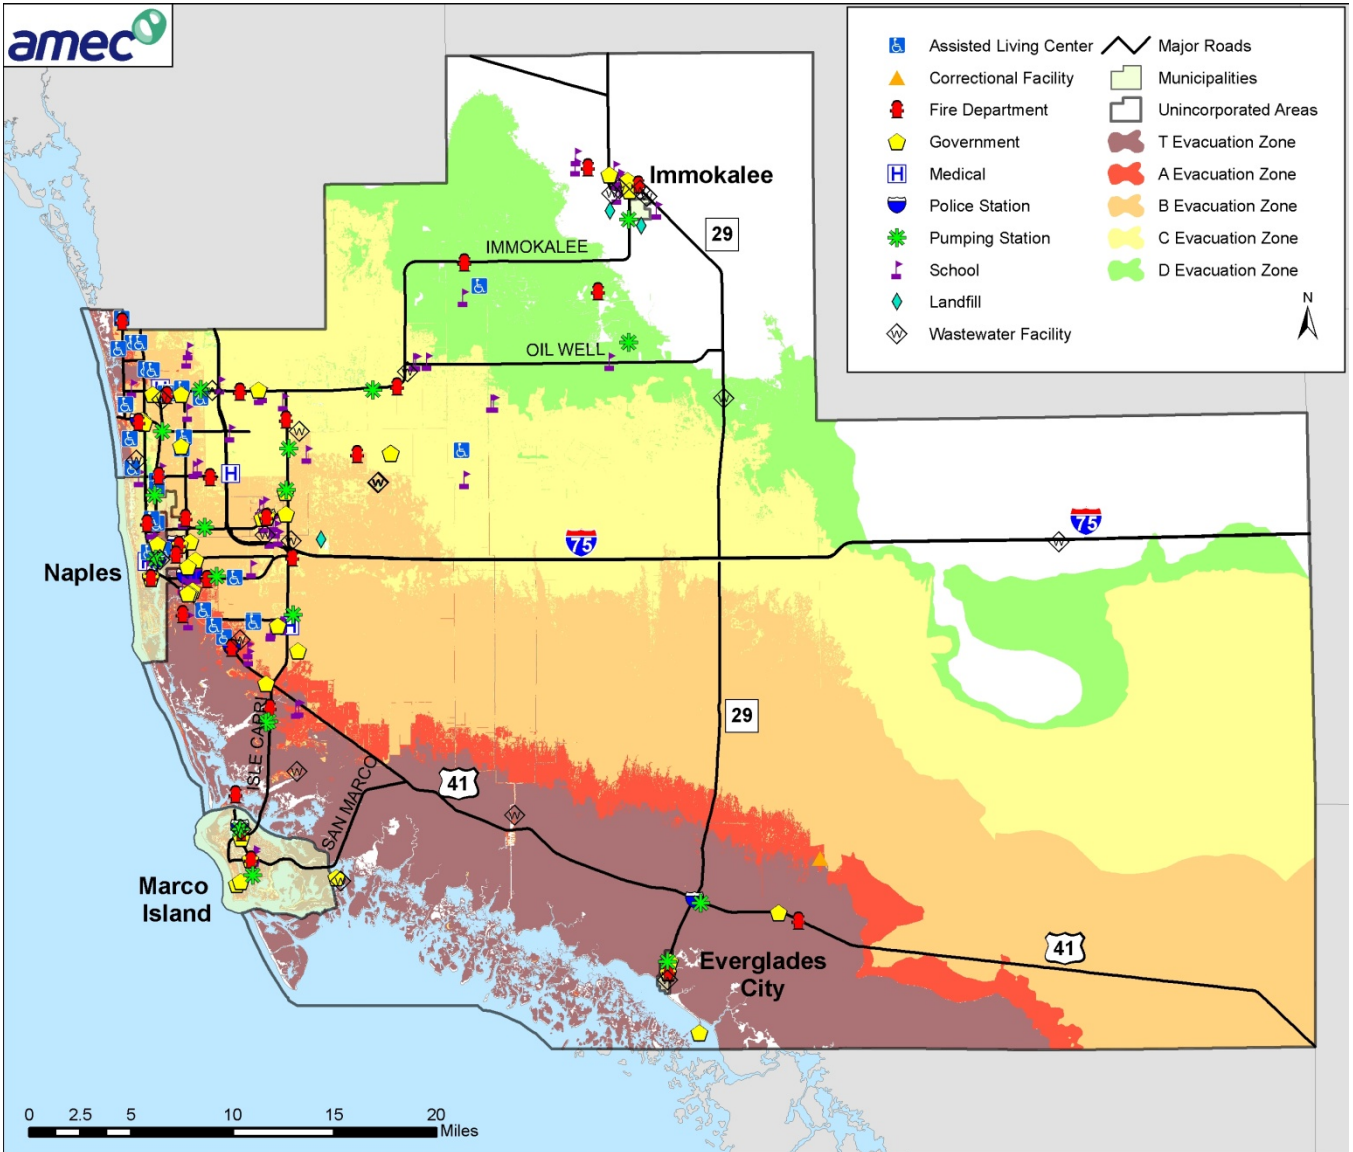 amec
Assisted Living Center
Correctional Facility
Fire Department
Government
H Medical
Police Station
Pumping Station
School
Landfill
W Wastewater Facility
Major Roads
Municipalities
Unincorporated Areas
T Evacuation Zone
A Evacuation Zone
B Evacuation Zone
C Evacuation Zone
D Evacuation Zone
N
Immokalee
29
IMMOKALEE
OIL WELL
H
W
75
75
W
Naples
29
ISLE CAPRI
SAN MARCO
41
Marco
Island
41
Everglades
City
0 2.5 5 10 15 20
Miles